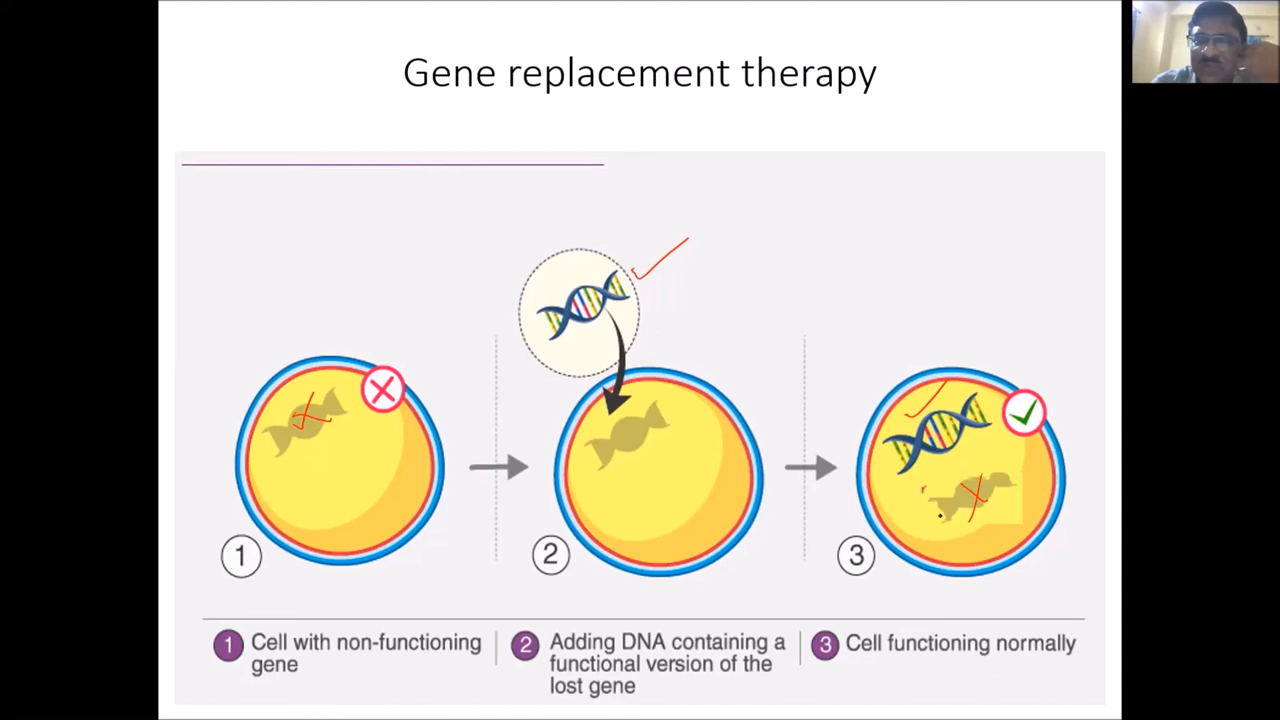 Gene replacement therapy
1
2
3
1 Cell with non-functioning
gene
2 Adding DNA containing a
functional version of the
lost gene
3 Cell functioning normally